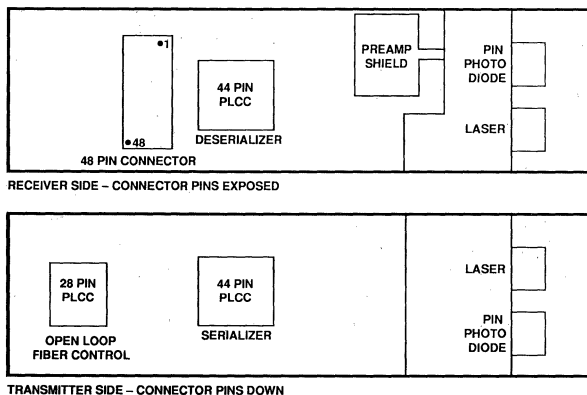 1
48
48 PIN CONNECTOR
44 PIN
PLCC
DESERIALIZER
PREAMP
SHIELD
PIN
PHOTO
DIODE
LASER
RECEIVER SIDE – CONNECTOR PINS EXPOSED
28 PIN
PLCC
OPEN LOOP
FIBER CONTROL
44 PIN
PLCC
SERIALIZER
LASER
PIN
PHOTO
DIODE
TRANSMITTER SIDE – CONNECTOR PINS DOWN